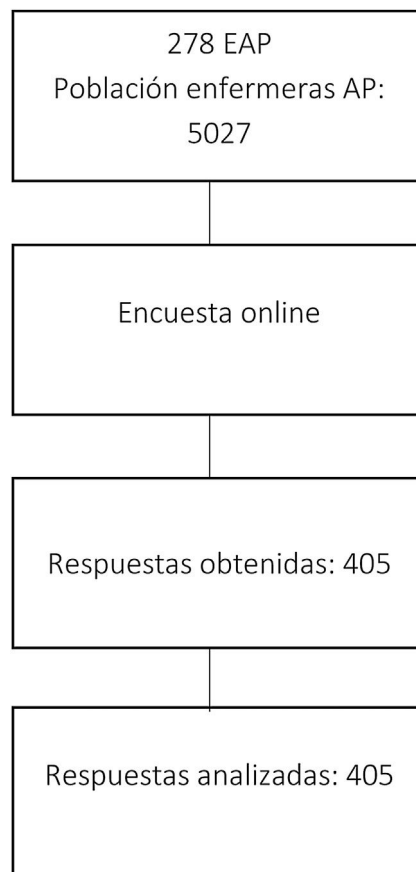 278 EAP
Población enfermeras AP:
5027
Encuesta online
Respuestas obtenidas: 405
Respuestas analizadas: 405